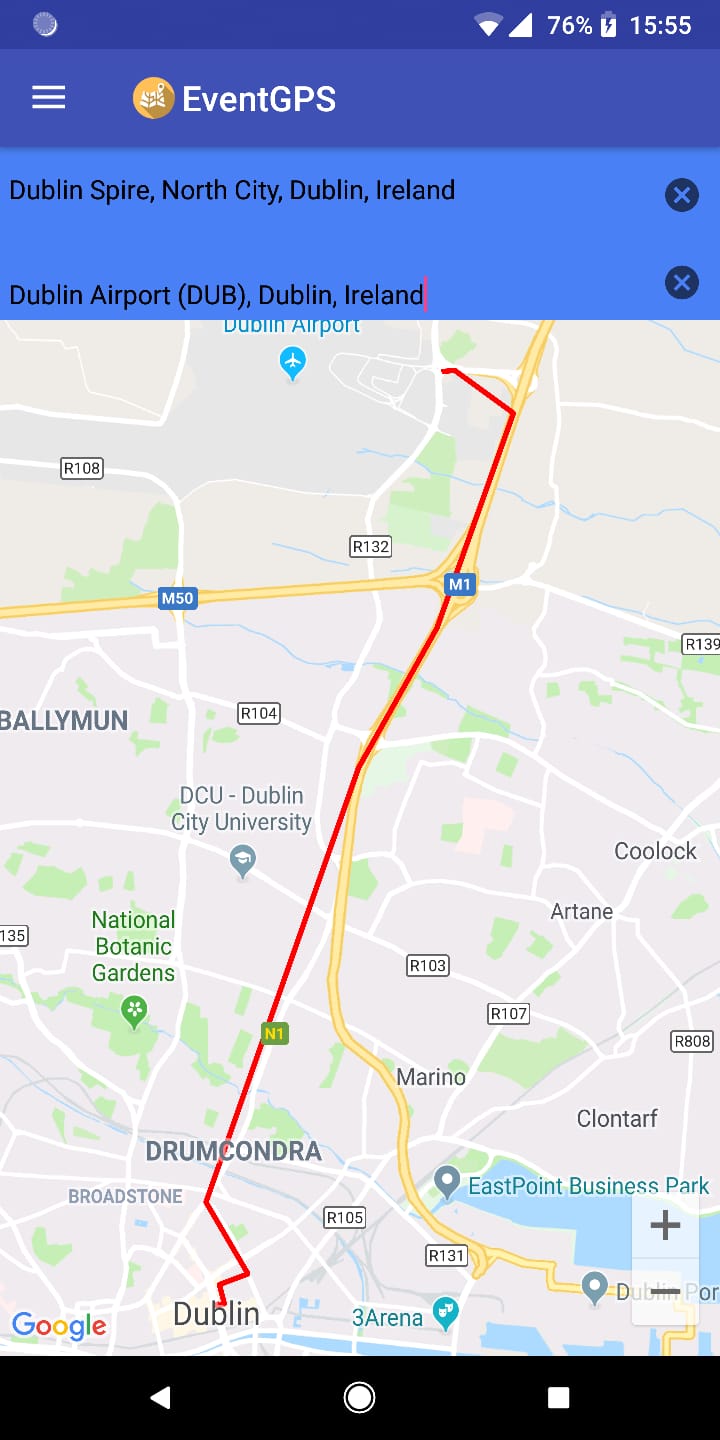 76% 15:55
EventGPS
Dublin Spire, North City, Dublin, Ireland
Dublin Airport (DUB), Dublin, Ireland
Dublin Airport
R108
R132
M1
M50
R139
R104
BALLYMUN
DCU - Dublin
City University
Coolock
Artane
National
Botanic
Gardens
135
R103
R107
N1
R808
Marino
Clontarf
DRUMCONDRA
EastPoint Business Park
BROADSTONE
R105
R131
Dublin Por
Dublin
3Arena
Google